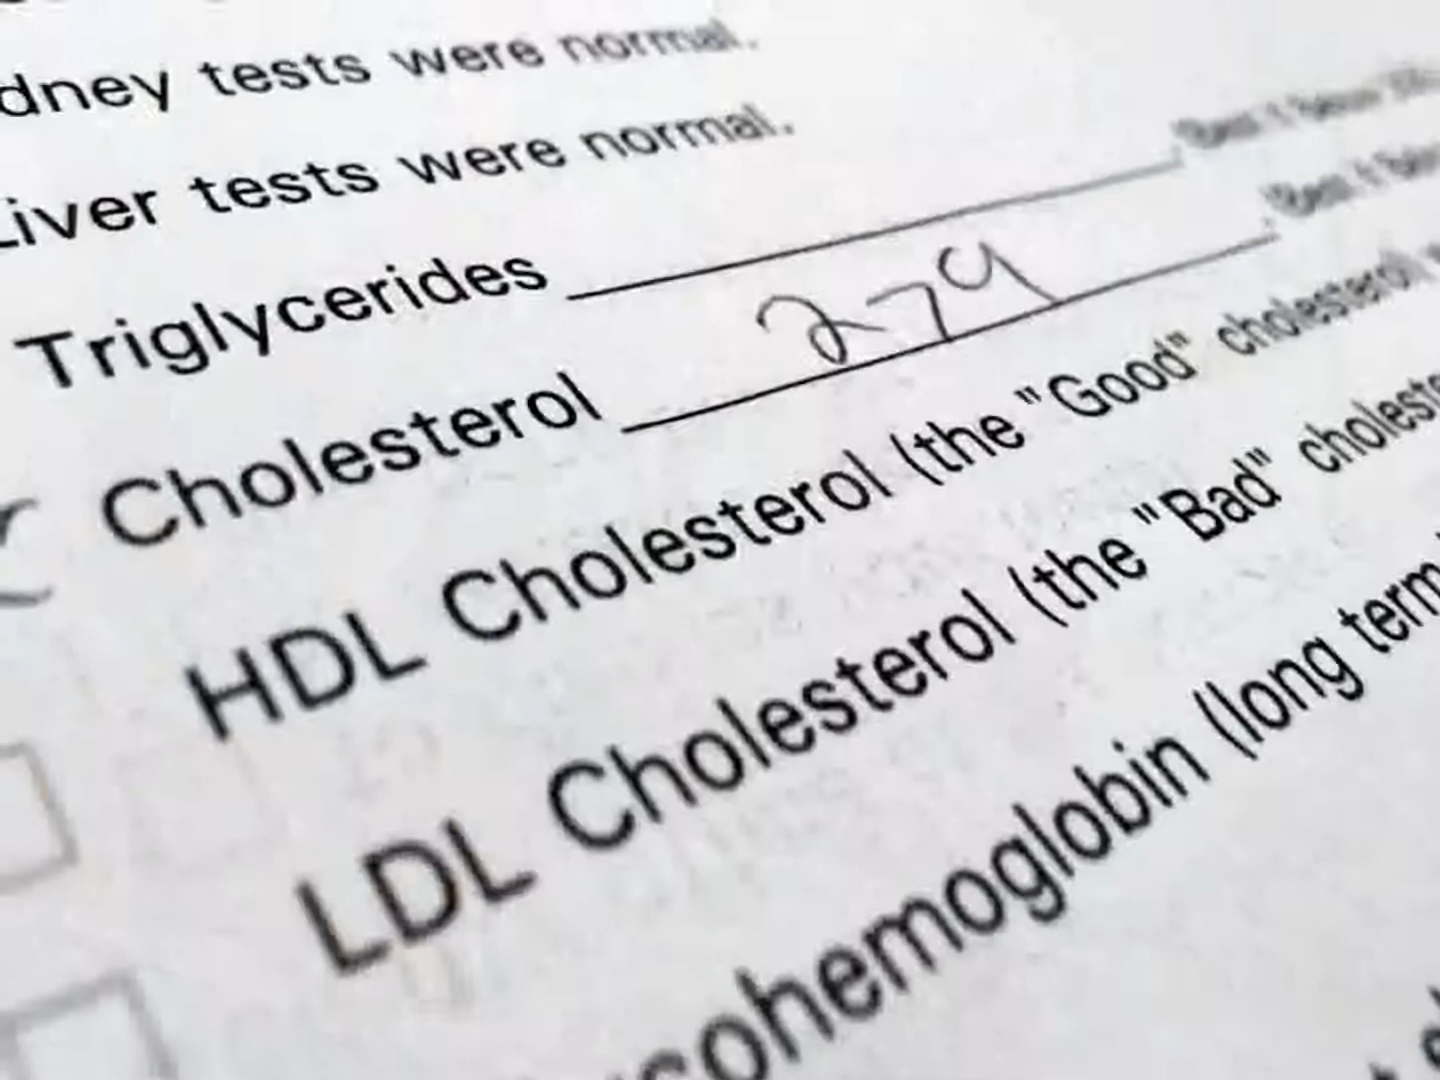 dney tests were normal.
Liver tests were normal.
Triglycerides
Cholesterol 279
HDL Cholesterol (the "Good" cholesterol
LDL Cholesterol (the "Bad" choleste
cohemoglobin (long term